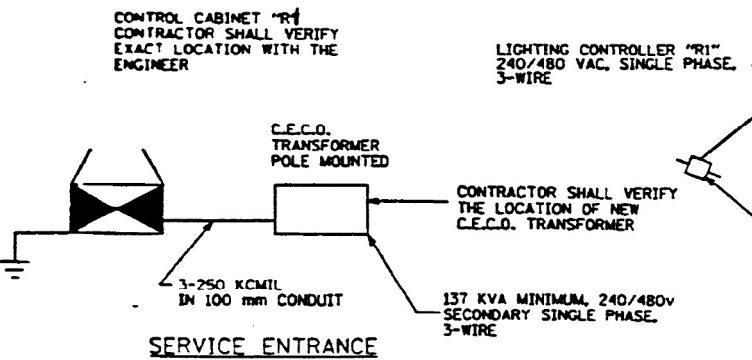 CONTROL CABINET "R1
CONTRACTOR SHALL VERIFY
EXACT LOCATION WITH THE
ENGINEER
LIGHTING CONTROLLER "R1"
240/480 VAC, SINGLE PHASE,
3-WIRE
C.E.C.O.
TRANSFORMER
POLE MOUNTED
CONTRACTOR SHALL VERIFY
THE LOCATION OF NEW
C.E.C.O. TRANSFORMER
3-250 KCMIL
IN 100 mm CONDUIT
137 KVA MINIMUM, 240/480v
SECONDARY SINGLE PHASE,
3-WIRE
SERVICE ENTRANCE